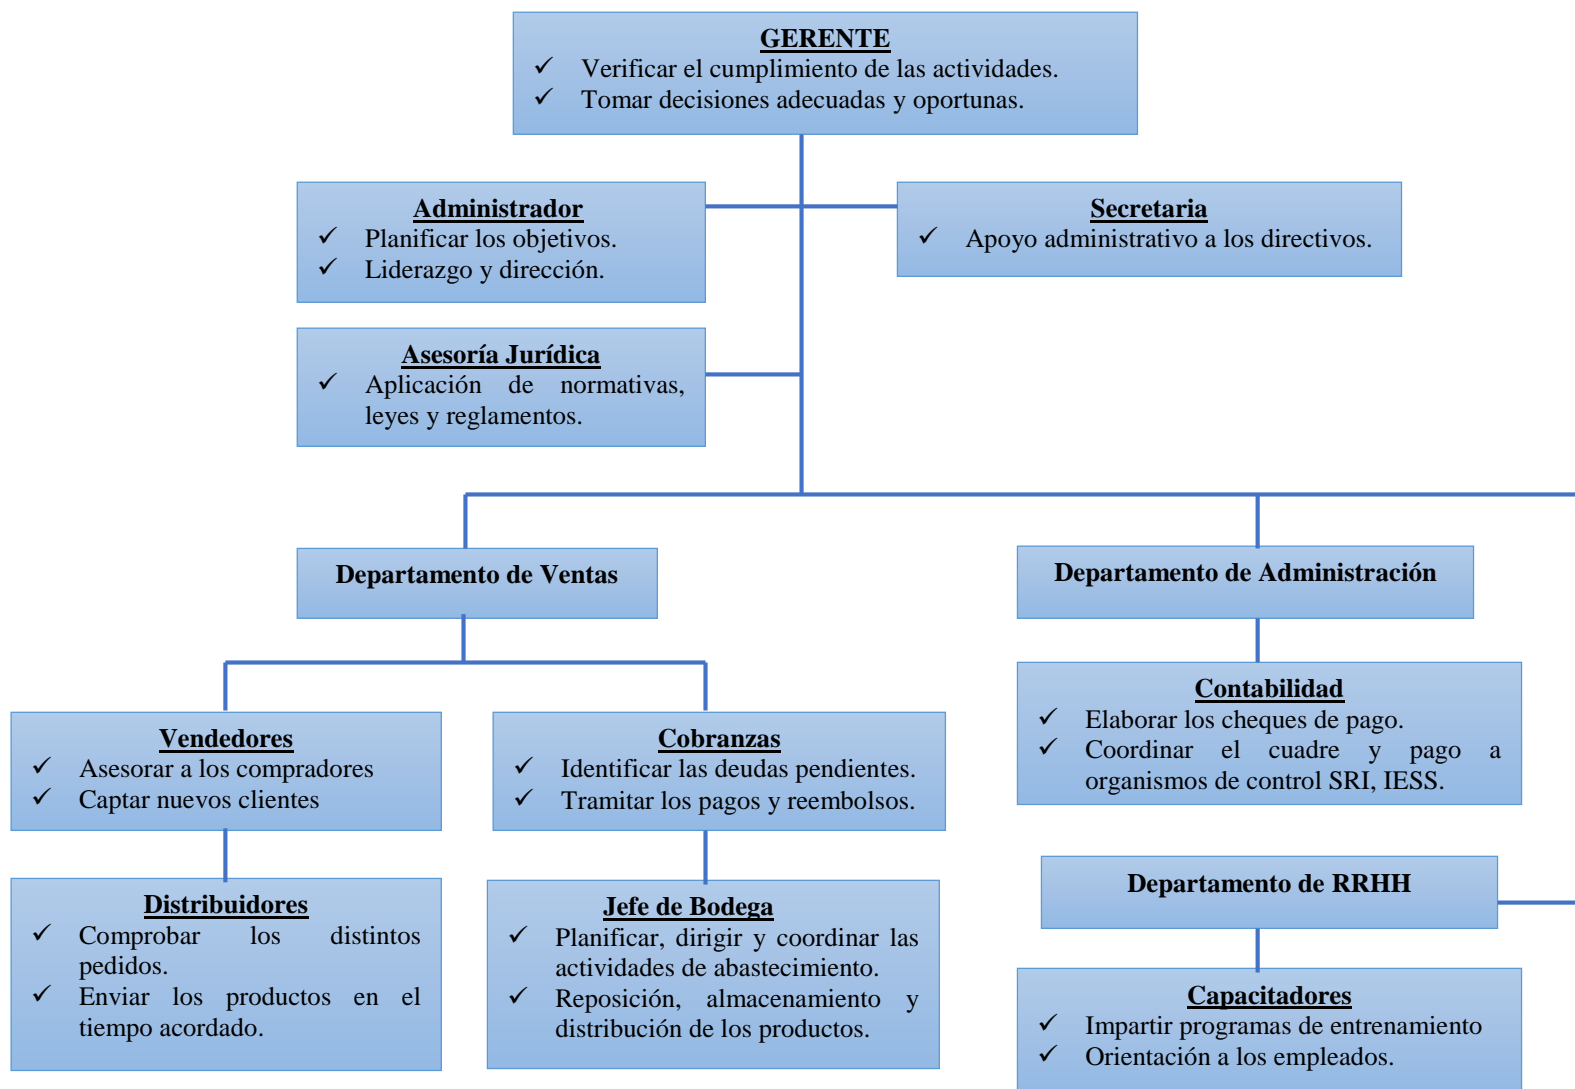 GERENTE
✓ Verificar el cumplimiento de las actividades.
✓ Tomar decisiones adecuadas y oportunas.
Administrador
✓ Planificar los objetivos.
✓ Liderazgo y dirección.
Secretaria
✓ Apoyo administrativo a los directivos.
Asesoría Jurídica
✓ Aplicación de normativas,
leyes y reglamentos.
Departamento de Ventas
Departamento de Administración
Vendedores
✓ Asesorar a los compradores
✓ Captar nuevos clientes
Cobranzas
✓ Identificar las deudas pendientes.
✓ Tramitar los pagos y reembolsos.
Contabilidad
✓ Elaborar los cheques de pago.
✓ Coordinar el cuadre y pago a
organismos de control SRI, IESS.
Distribuidores
✓ Comprobar los distintos
pedidos.
✓ Enviar los productos en el
tiempo acordado.
Jefe de Bodega
✓ Planificar, dirigir y coordinar las
actividades de abastecimiento.
✓ Reposición, almacenamiento y
distribución de los productos.
Departamento de RRHH
Capacitadores
✓ Impartir programas de entrenamiento
✓ Orientación a los empleados.